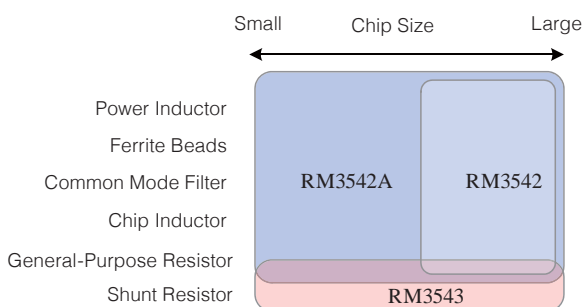 Small Chip Size Large
Power Inductor
Ferrite Beads
Common Mode Filter
RM3542A RM3542
Chip Inductor
General-Purpose Resistor
Shunt Resistor
RM3543